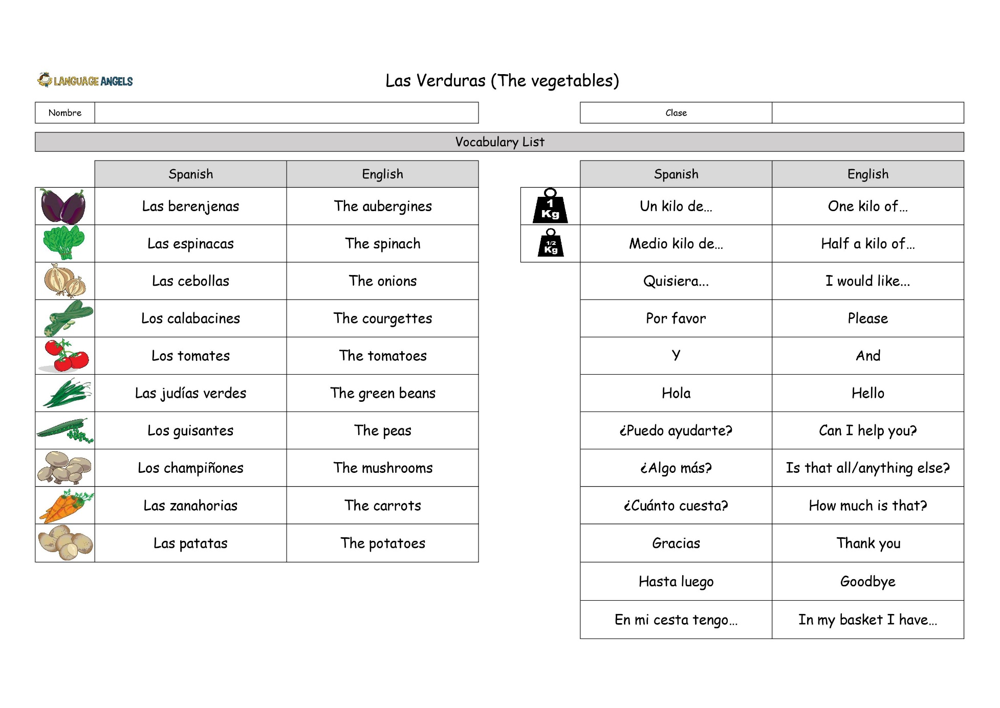 LANGUAGE ANGELS
Las Verduras (The vegetables)
Nombre
Clase
Vocabulary List
Spanish English
Las berenjenas The aubergines
Las espinacas The spinach
Las cebollas The onions
Los calabacines The courgettes
Los tomates The tomatoes
Las judías verdes The green beans
Los guisantes The peas
Los champiñones The mushrooms
Las zanahorias The carrots
Las patatas The potatoes
Spanish English
1 Kg Un kilo de... One kilo of...
1/2 Kg Medio kilo de... Half a kilo of...
Quisiera... I would like...
Por favor Please
Y And
Hola Hello
¿Puedo ayudarte? Can I help you?
¿Algo más? Is that all/anything else?
¿Cuánto cuesta? How much is that?
Gracias Thank you
Hasta luego Goodbye
En mi cesta tengo... In my basket I have...